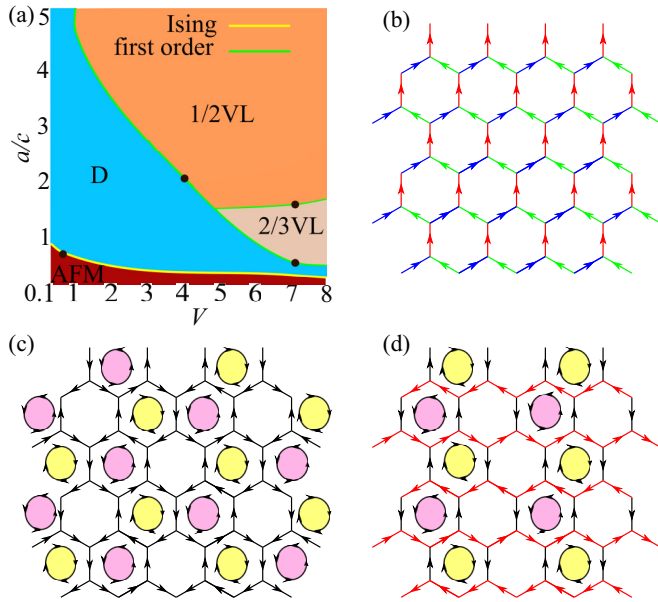 (a)
5
4
3
2
1
0.1
a/c
Ising
first order
1/2VL
D
2/3VL
AFM
1 2 3 4 5 6 7 8
V
(b)
(c)
(d)